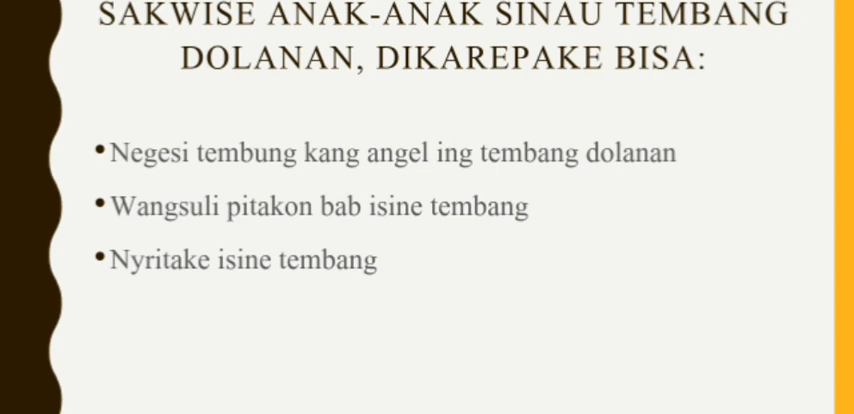 SAKWISE ANAK-ANAK SINAU TEMBANG
DOLANAN, DIKAREPAKE BISA:
•Negesi tembung kang angel ing tembang dolanan
•Wangsuli pitakon bab isine tembang
•Nyritake isine tembang